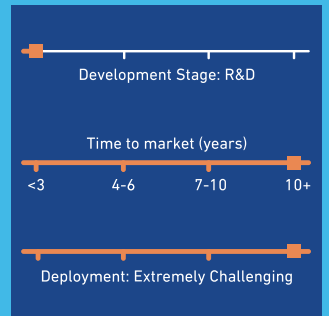 Development Stage: R&D
Time to market (years)
<3 4-6 7-10 10+
Deployment: Extremely Challenging